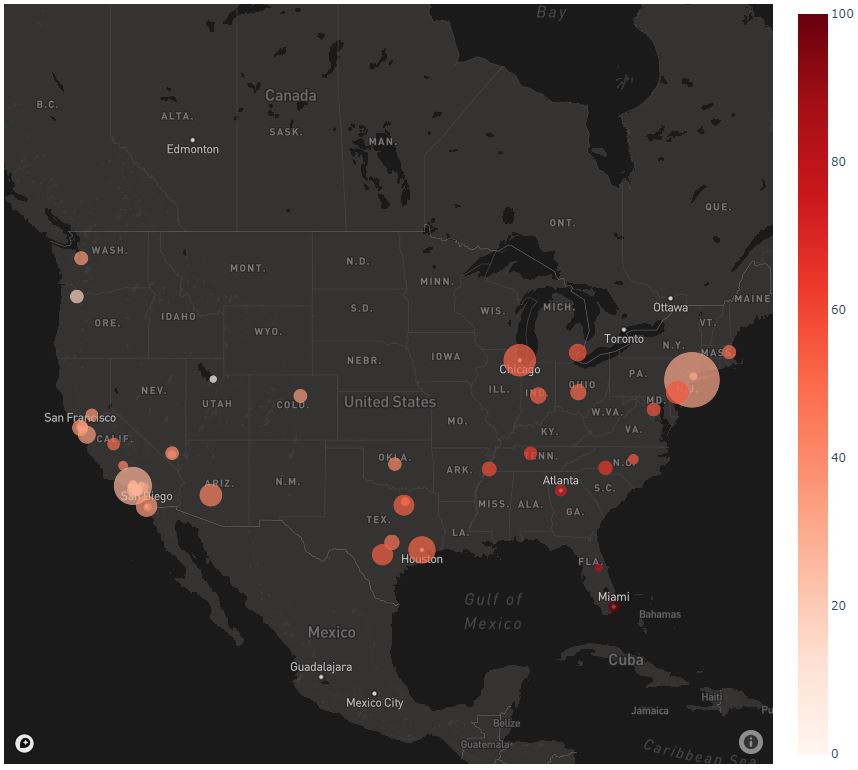 Bay
100
Canada
B.C.
ALTA.
SASK.
MAN.
Edmonton
80
QUE.
ONT.
WASH.
N.D.
MONT.
MINN.
MAINE
S.D.
Ottawa
MICH.
60
WIS.
IDAHO
ORE.
VT.
WYO.
Toronto
N.Y.
MASS
NEBR.
IOWA
Chicago
PA.
OHIO
NEV.
ILL.
IND.
UTAH
COLO.
United States
MD.
San Francisco
W.VA.
MO.
VA.
KY.
CALIF.
40
OKLA.
TENN.
N.C.
ARK.
Atlanta
ARIZ.
N.M.
S.C.
San Diego
MISS.
ALA.
GA.
TEX.
LA.
Houston
FLA.
Miami
Gulf of
Mexico
Bahamas
20
Mexico
Cuba
Guadalajara
Haiti
Mexico City
Jamaica
Pu
Belize
Guatemala
Caribbean Sea
0